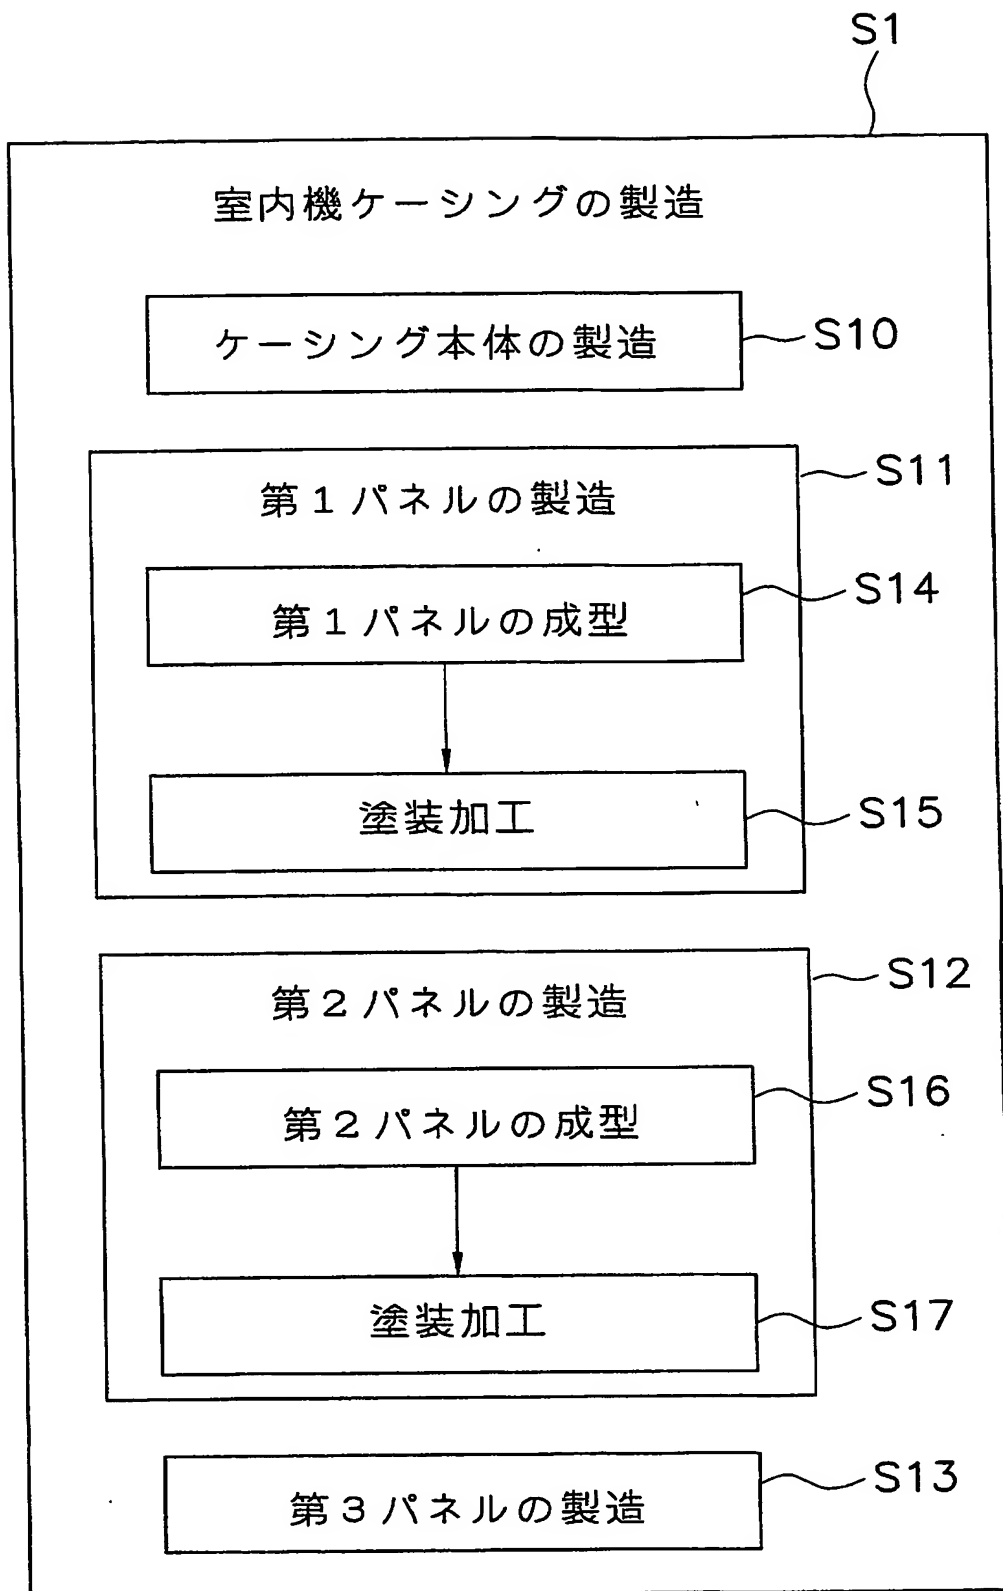 S1
室内機ケーシングの製造
ケーシング本体の製造
S10
第1パネルの製造
S11
第1パネルの成型
S14
塗装加工
S15
第2パネルの製造
S12
第2パネルの成型
S16
塗装加工
S17
第3パネルの製造
S13